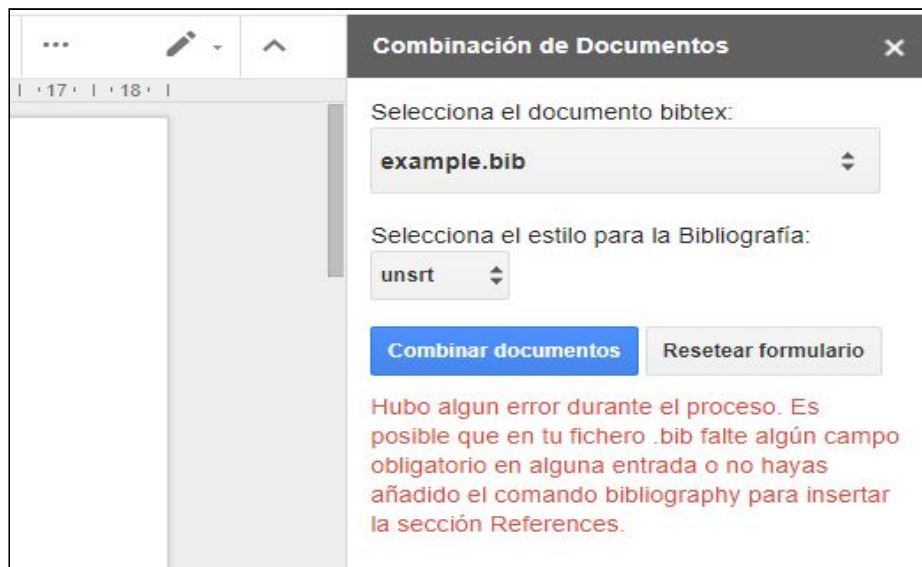 Combinación de Documentos
17 18
Selecciona el documento bibtex:
example.bib
Selecciona el estilo para la Bibliografía:
unsrt
Combinar documentos Resetear formulario
Hubo algun error durante el proceso. Es
posible que en tu fichero .bib falte algún campo
obligatorio en alguna entrada o no hayas
añadido el comando bibliography para insertar
la sección References.